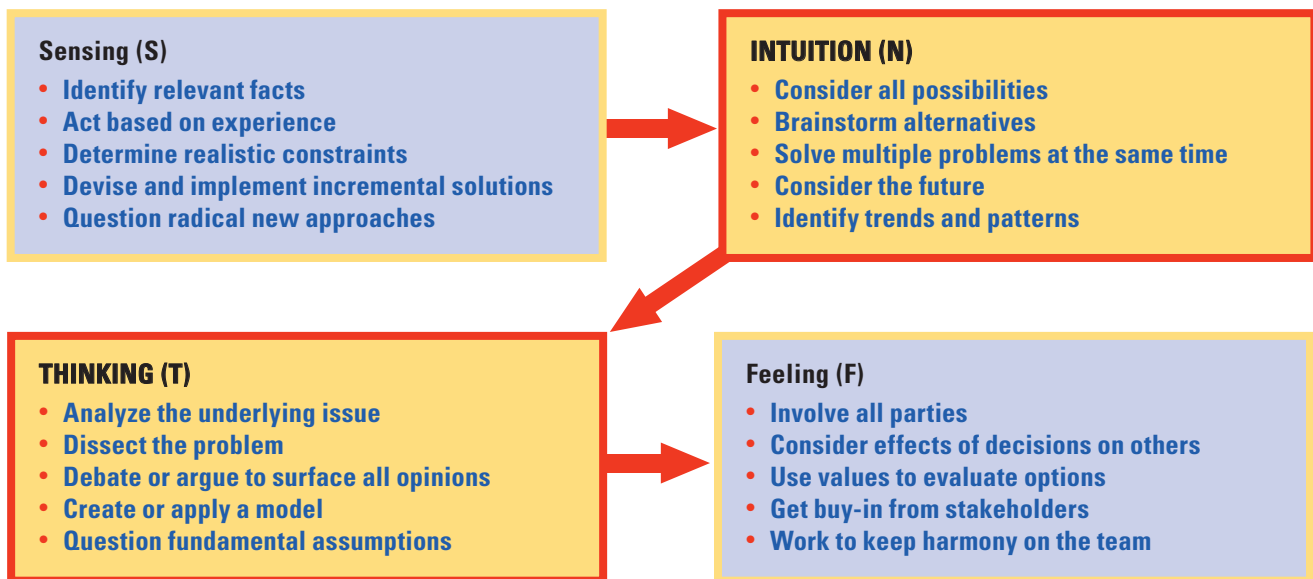 Sensing (S)
• Identify relevant facts
• Act based on experience
• Determine realistic constraints
• Devise and implement incremental solutions
• Question radical new approaches
INTUITION (N)
• Consider all possibilities
• Brainstorm alternatives
• Solve multiple problems at the same time
• Consider the future
• Identify trends and patterns
THINKING (T)
• Analyze the underlying issue
• Dissect the problem
• Debate or argue to surface all opinions
• Create or apply a model
• Question fundamental assumptions
Feeling (F)
• Involve all parties
• Consider effects of decisions on others
• Use values to evaluate options
• Get buy-in from stakeholders
• Work to keep harmony on the team